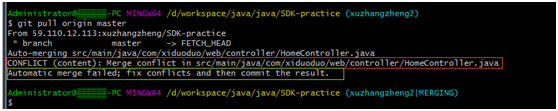 Administrator@-PC MINGW64 /d/workspace/java/java/SDK-practice (xuzhangzheng2)
$ git pull origin master
From 59.110.12.113:xuzhangzheng/SDK-practice
* branch master -> FETCH_HEAD
Auto-merging src/main/java/com/xiduoduo/web/controller/HomeController.java
CONFLICT (content): Merge conflict in src/main/java/com/xiduoduo/web/controller/HomeController.java
Automatic merge failed; fix conflicts and then commit the result.
Administrator@-PC MINGW64 /d/workspace/java/java/SDK-practice (xuzhangzheng2|MERGING)
$